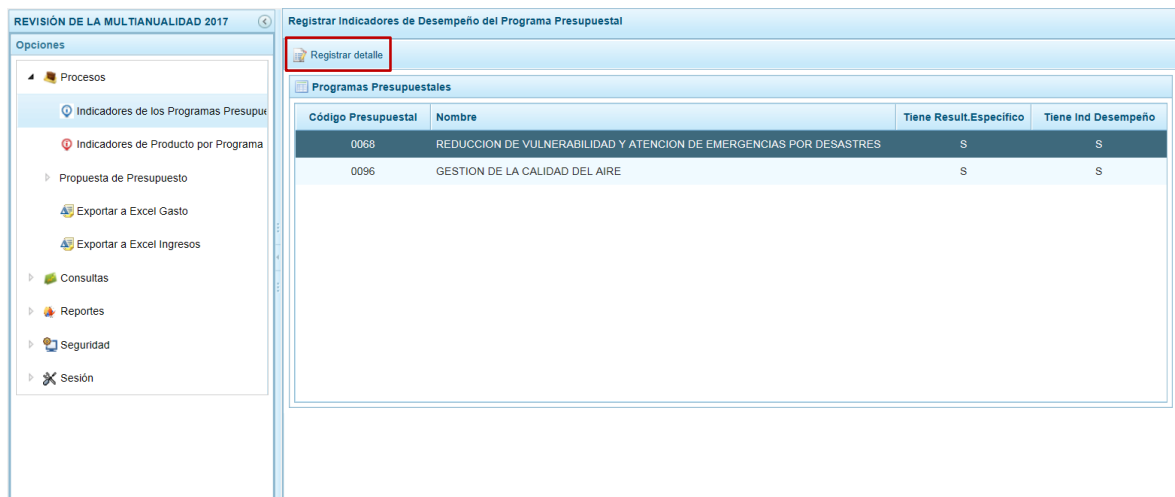 REVISIÓN DE LA MULTIANUALIDAD 2017
Opciones
Procesos
Indicadores de los Programas Presupue
Indicadores de Producto por Programa
Propuesta de Presupuesto
Exportar a Excel Gasto
Exportar a Excel Ingresos
Consultas
Reportes
Seguridad
Sesión
Registrar Indicadores de Desempeño del Programa Presupuestal
Registrar detalle
Programas Presupuestales
Código Presupuestal Nombre Tiene Result.Especifico Tiene Ind Desempeño
0068 REDUCCION DE VULNERABILIDAD Y ATENCION DE EMERGENCIAS POR DESASTRES S S
0096 GESTION DE LA CALIDAD DEL AIRE S S